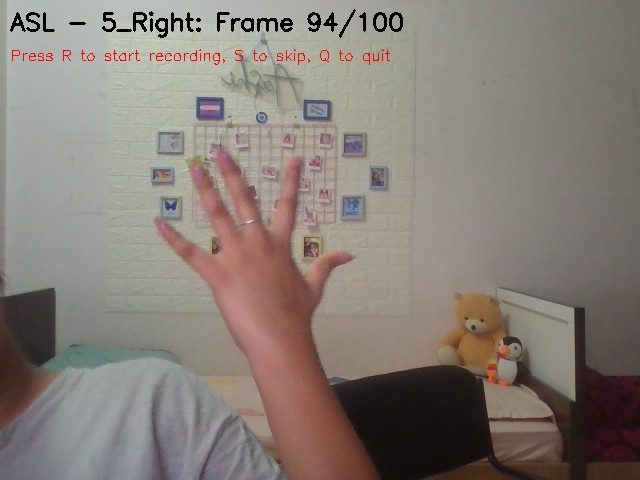 ASL - 5_Right: Frame 94/100
Press R to start recording, S to skip, Q to quit